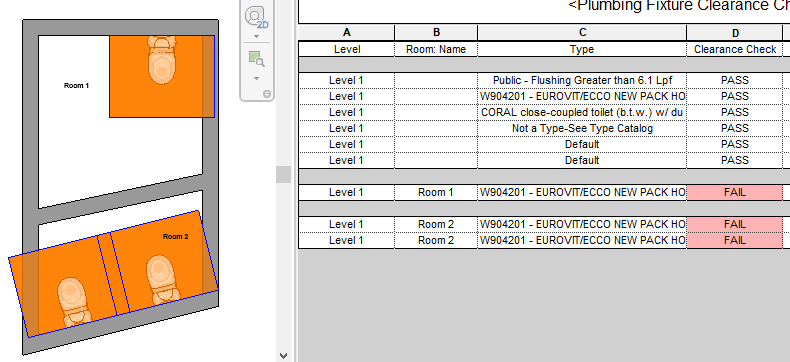 <Plumbing Fixture Clearance Ch
A B C D
Level Room: Name Type Clearance Check
Level 1 Public - Flushing Greater than 6.1 Lpf PASS
Level 1 W904201 - EUROVIT/ECCO NEW PACK HO PASS
Level 1 CORAL close-coupled toilet (b.t.w.) w/ du PASS
Level 1 Not a Type-See Type Catalog PASS
Level 1 Default PASS
Level 1 Default PASS
Level 1 Room 1 W904201 - EUROVIT/ECCO NEW PACK HO FAIL
Level 1 Room 2 W904201 - EUROVIT/ECCO NEW PACK HO FAIL
Level 1 Room 2 W904201 - EUROVIT/ECCO NEW PACK HO FAIL
Room 1
Room 2
2D